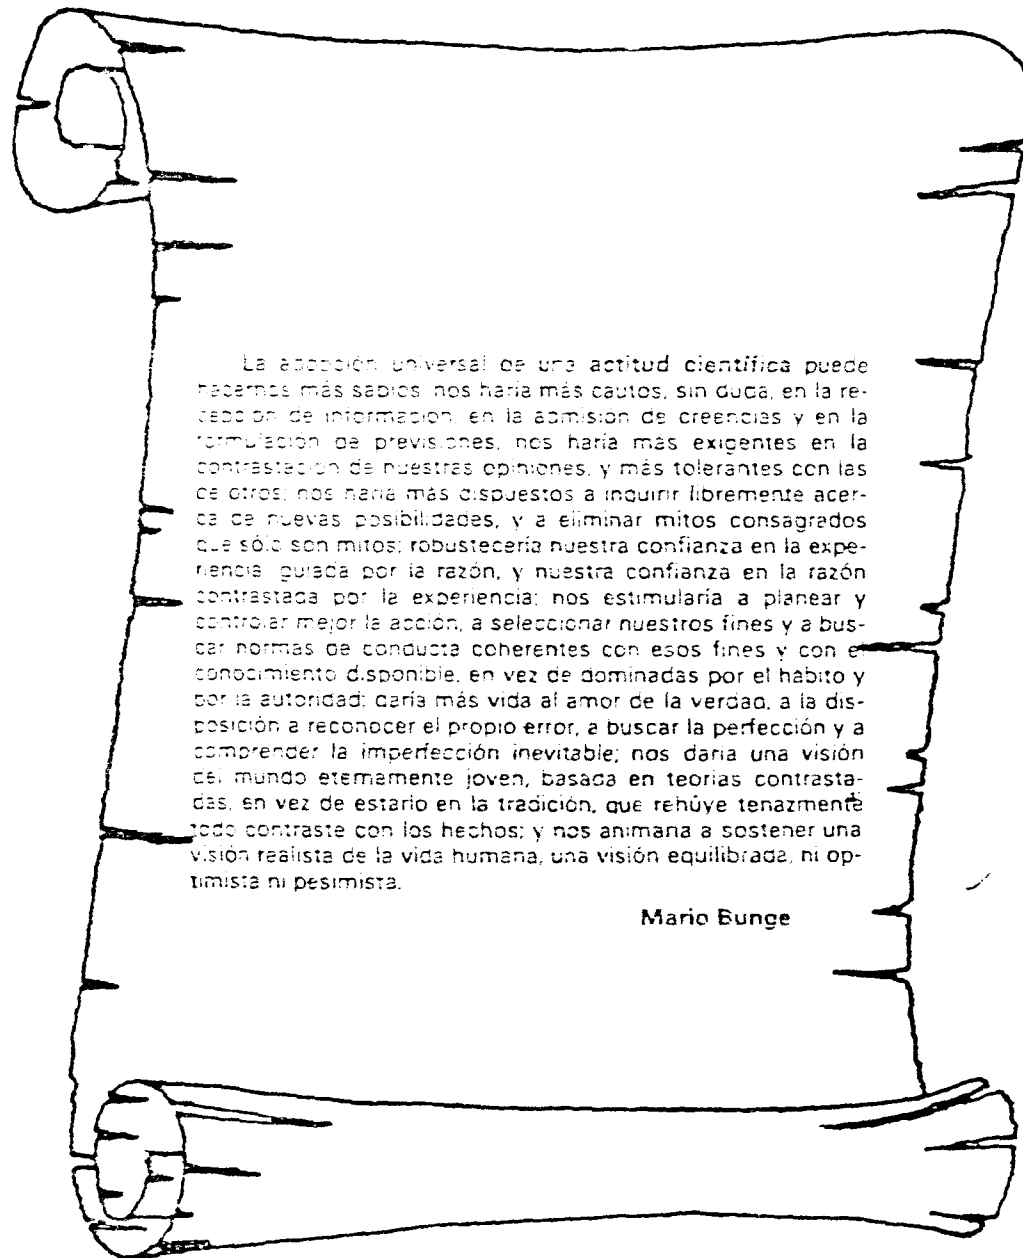 La adopción universal de una actitud científica puede
hacernos más sabios: nos haría más cautos, sin duda, en la re-
cepción de información, en la admisión de creencias y en la
formulación de previsiones, nos haría más exigentes en la
contrastación de nuestras opiniones, y más tolerantes con las
de otros; nos haría más dispuestos a inquirir libremente acer-
ca de nuevas posibilidades, y a eliminar mitos consagrados
que sólo son mitos; robustecería nuestra confianza en la expe-
riencia, guiada por la razón, y nuestra confianza en la razón
contrastada por la experiencia; nos estimularía a planear y
controlar mejor la acción, a seleccionar nuestros fines y a bus-
car normas de conducta coherentes con esos fines y con el
conocimiento disponible, en vez de dominadas por el hábito y
por la autoridad; daría más vida al amor de la verdad, a la dis-
posición a reconocer el propio error, a buscar la perfección y a
comprender la imperfección inevitable; nos daría una visión
del mundo eternamente joven, basada en teorías contrasta-
das, en vez de estarlo en la tradición, que rehúye tenazmente
todo contraste con los hechos; y nos animaría a sostener una
visión realista de la vida humana, una visión equilibrada, ni op-
timista ni pesimista.
Mario Bunge